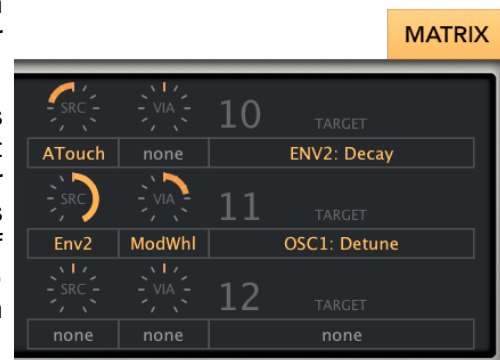 MATRIX
SRC VIA 10 TARGET
ATouch none ENV2: Decay
SRC VIA 11 TARGET
Env2 ModWhl OSC1: Detune
SRC VIA 12 TARGET
none none none